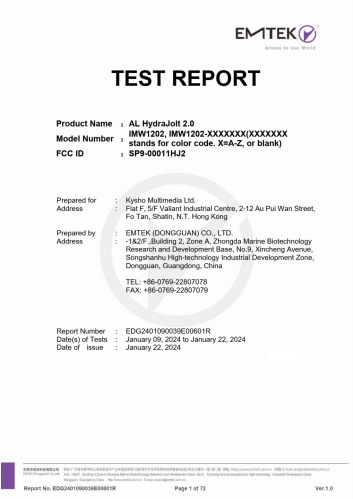 EMTEK
Access to the World
TEST REPORT
Product Name : AL HydraJolt 2.0
Model Number : IMW1202, IMW1202-XXXXXXX(XXXXXXX
stands for color code. X=A-Z, or blank)
FCC ID : SP9-00011HJ2
Prepared for : Kysho Multimedia Ltd.
Address : Flat F, 5/F Valiant Industrial Centre, 2-12 Au Pui Wan Street,
Fo Tan, Shatin, N.T. Hong Kong
Prepared by : EMTEK (DONGGUAN) CO., LTD.
Address : -1&2/F.,Building 2, Zone A, Zhongda Marine Biotechnology
Research and Development Base, No.9, Xincheng Avenue,
Songshanhu High-technology Industrial Development Zone,
Dongguan, Guangdong, China
TEL: +86-0769-22807078
FAX: +86-0769-22807079
Report Number : EDG2401090039E00601R
Date(s) of Tests : January 09, 2024 to January 22, 2024
Date of issue : January 22, 2024
Report No. EDG2401090039E00601R Page 1 of 72 Ver.1.0